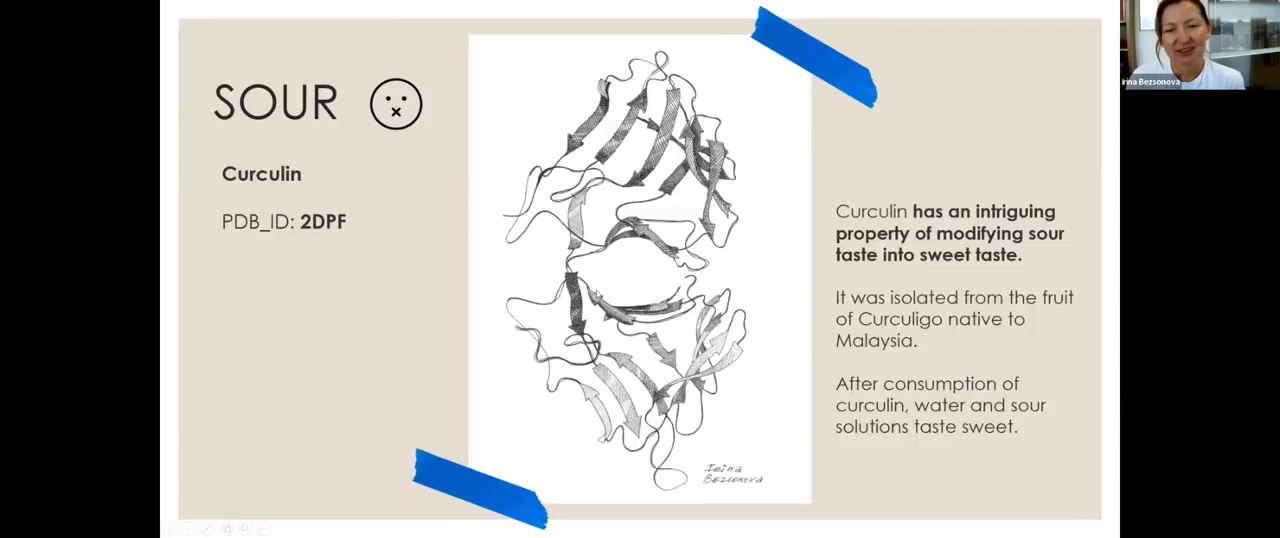 SOUR
Curculin
PDB_ID: 2DPF
Curculin has an intriguing
property of modifying sour
taste into sweet taste.
It was isolated from the fruit
of Curculigo native to
Malaysia.
After consumption of
curculin, water and sour
solutions taste sweet.
Irina
Bezsonova
Irina Bezsonova